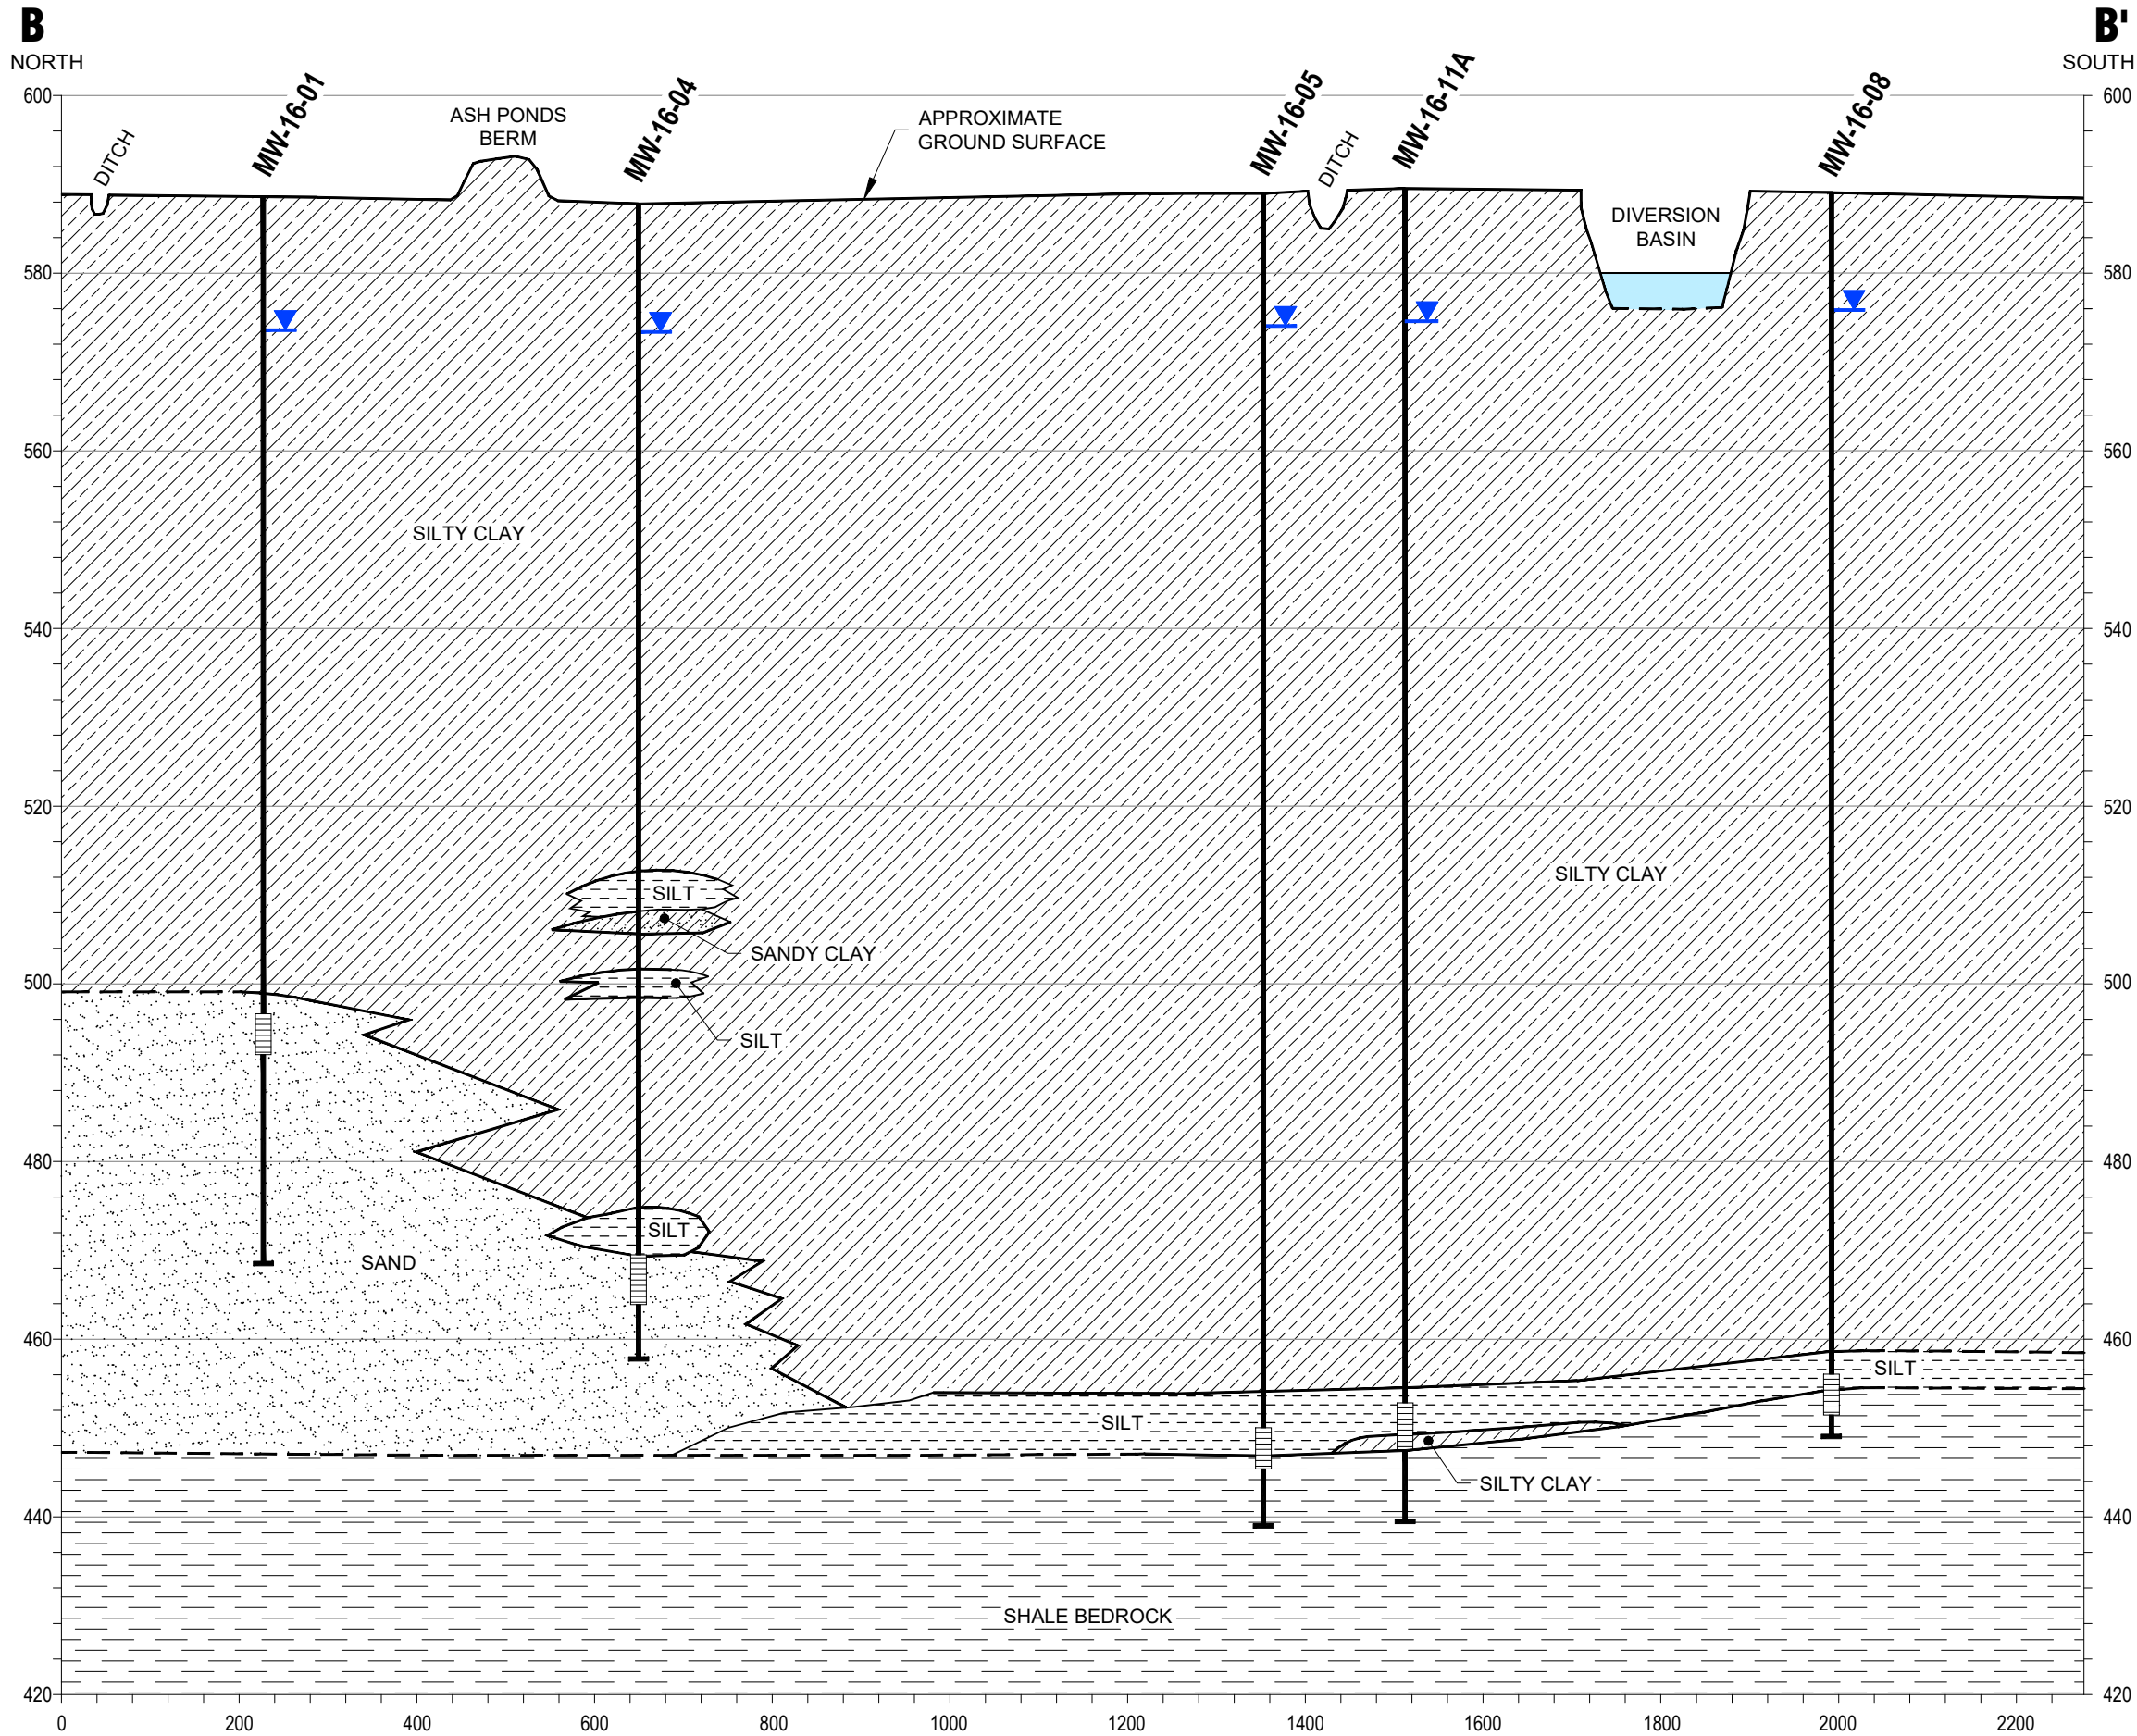 B
B'
NORTH
SOUTH
DITCH
MW-16-01
ASH PONDS
BERM
MW-16-04
APPROXIMATE
GROUND SURFACE
MW-16-05
DITCH
MW-16-11A
MW-16-08
DIVERSION
BASIN
600
600
580
580
560
560
SILTY CLAY
540
540
520
520
SILTY CLAY
SILT
SANDY CLAY
500
500
SILT
480
480
SILT
SAND
460
460
SILT
SILT
SILTY CLAY
440
440
SHALE BEDROCK
420
420
0
200
400
600
800
1000
1200
1400
1600
1800
2000
2200